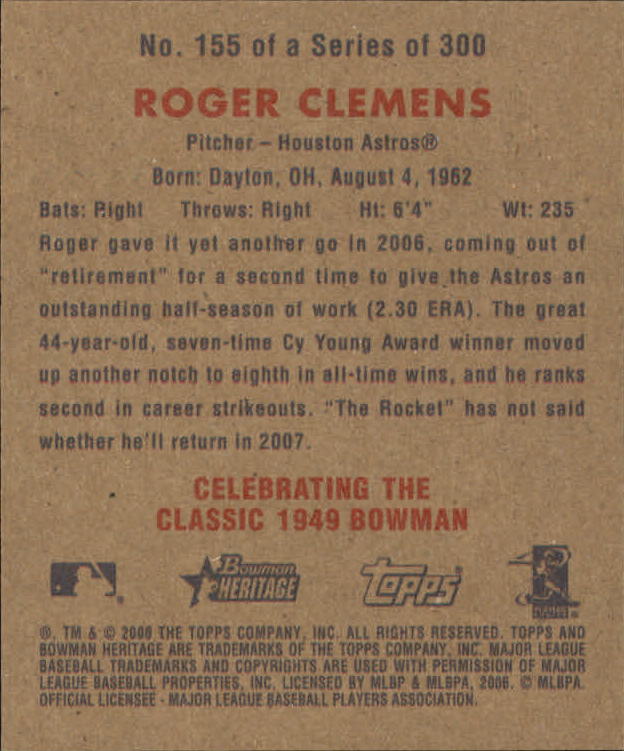 No. 155 of a Series of 300
ROGER CLEMENS
Pitcher – Houston Astros®
Born: Dayton, OH, August 4, 1962
Bats: Right Throws: Right Ht: 6'4" Wt: 235
Roger gave it yet another go in 2006, coming out of
"retirement" for a second time to give the Astros an
outstanding half-season of work (2.30 ERA). The great
44-year-old, seven-time Cy Young Award winner moved
up another notch to eighth in all-time wins, and he ranks
second in career strikeouts. "The Rocket" has not said
whether he'll return in 2007.
CELEBRATING THE
CLASSIC 1949 BOWMAN
Bowman
HERITAGE
topps®
®, TM & © 2006 THE TOPPS COMPANY, INC. ALL RIGHTS RESERVED. TOPPS AND
BOWMAN HERITAGE ARE TRADEMARKS OF THE TOPPS COMPANY, INC. MAJOR LEAGUE
BASEBALL TRADEMARKS AND COPYRIGHTS ARE USED WITH PERMISSION OF MAJOR
LEAGUE BASEBALL PROPERTIES, INC. LICENSED BY MLBP & MLBPA, 2006. © MLBPA.
OFFICIAL LICENSEE - MAJOR LEAGUE BASEBALL PLAYERS ASSOCIATION.